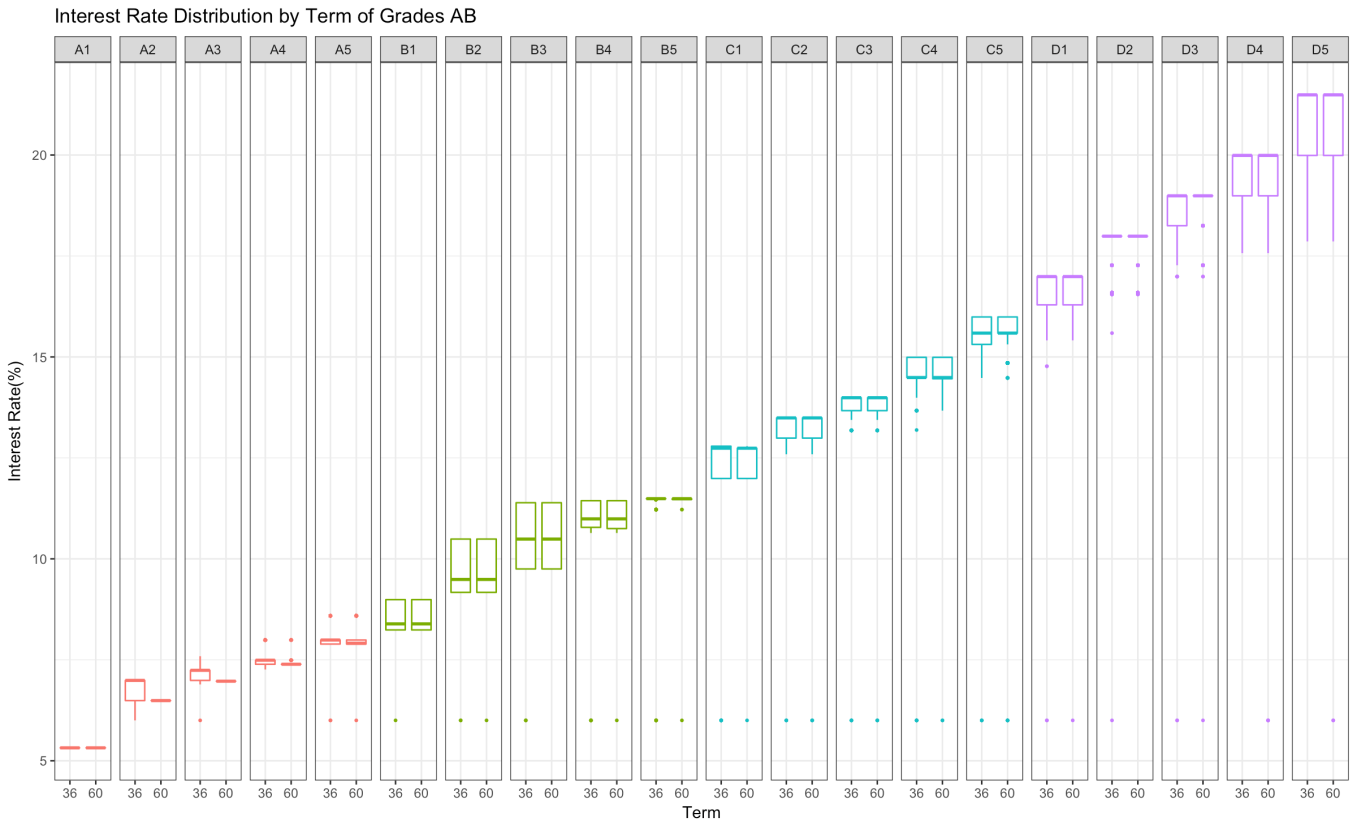 Interest Rate Distribution by Term of Grades AB
A1 A2 A3 A4 A5 B1 B2 B3 B4 B5 C1 C2 C3 C4 C5 D1 D2 D3 D4 D5
20
15
10
5
Interest Rate(%)
36 60 36 60 36 60 36 60 36 60 36 60 36 60 36 60 36 60 36 60 36 60 36 60 36 60 36 60 36 60 36 60 36 60 36 60 36 60 36 60
Term